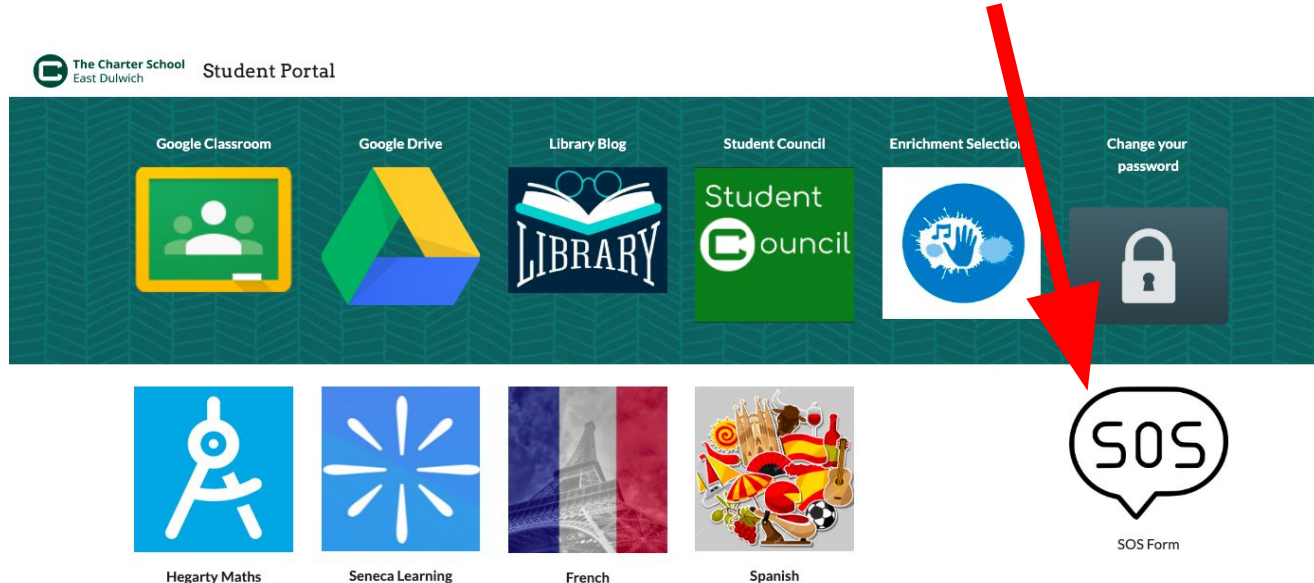 The Charter School
East Dulwich
Student Portal
Google Classroom
Google Drive
Library Blog
Student Council
Enrichment Selection
Change your
password
LIBRARY
Student
Council
SOS
SOS Form
Hegarty Maths
Seneca Learning
French
Spanish